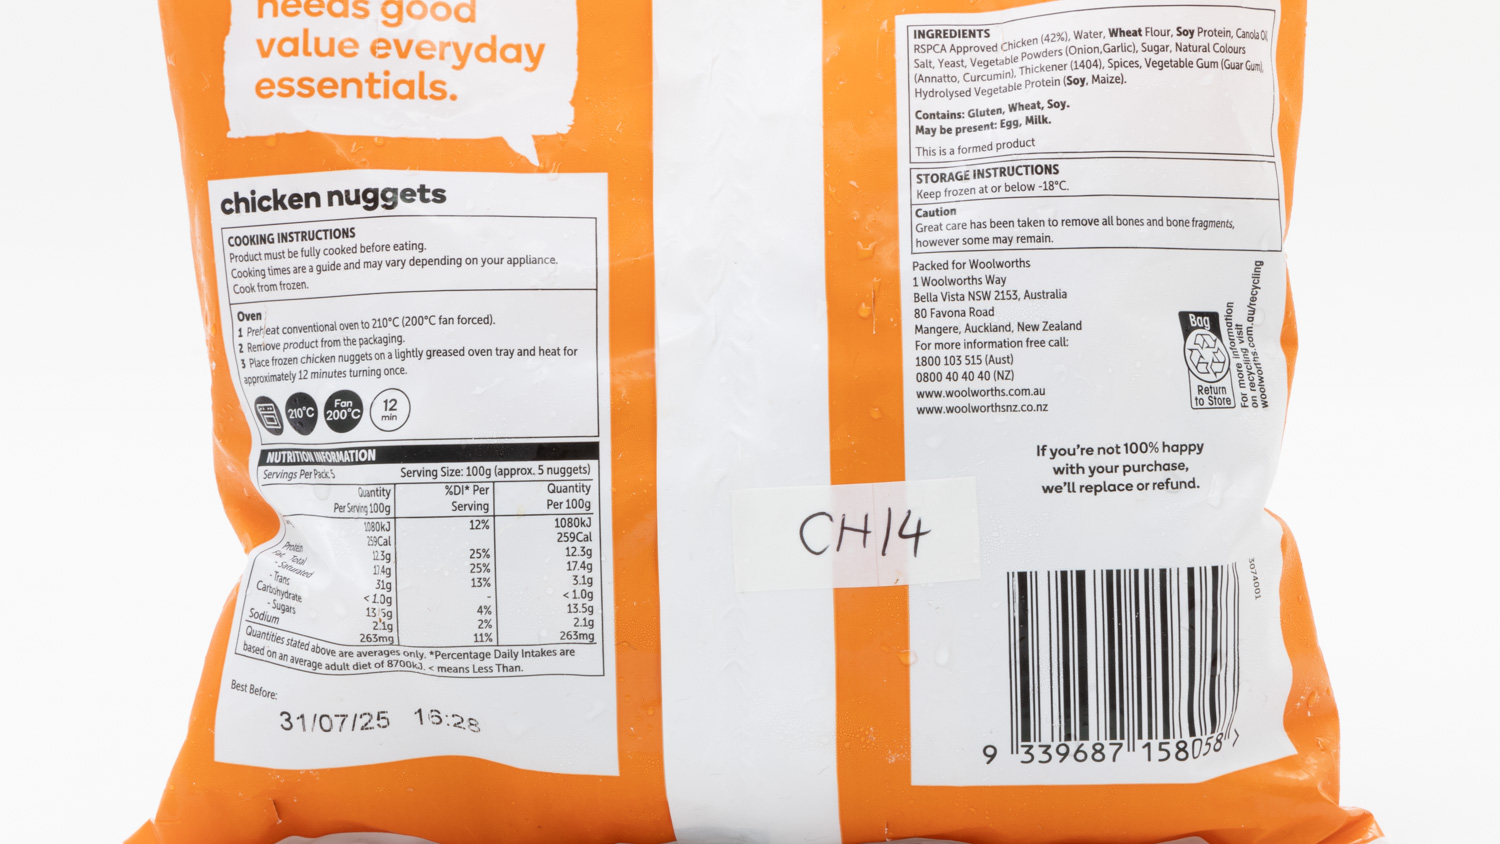 needs good
value everyday
essentials.
chicken nuggets
COOKING INSTRUCTIONS
Product must be fully cooked before eating.
Cooking times are a guide and may vary depending on your appliance.
Cook from frozen.
Oven
1 Preheat conventional oven to 210°C (200°C fan forced).
2 Remove product from the packaging.
3 Place frozen chicken nuggets on a lightly greased oven tray and heat for
approximately 12 minutes turning once.
210°C
Fan
200°C
12
min
NUTRITION INFORMATION
Servings Per Pack: 5 Serving Size: 100g (approx. 5 nuggets)
Quantity %DI* Per Quantity
Per Serving 100g Serving Per 100g
1080kJ 12% 1080kJ
259Cal 259Cal
Protein 12.3g 25% 12.3g
Fat - Total 17.4g 25% 17.4g
- Saturated 3.1g 13% 3.1g
- Trans <1.0g - <1.0g
Carbohydrate 13.5g 4% 13.5g
- Sugars 2.1g 2% 2.1g
Sodium 263mg 11% 263mg
Quantities stated above are averages only. *Percentage Daily Intakes are
based on an average adult diet of 8700kJ. < means Less Than.
Best Before:
31/07/25 16:28
CH14
INGREDIENTS
RSPCA Approved Chicken (42%), Water, Wheat Flour, Soy Protein, Canola Oil,
Salt, Yeast, Vegetable Powders (Onion,Garlic), Sugar, Natural Colours
(Annatto, Curcumin), Thickener (1404), Spices, Vegetable Gum (Guar Gum),
Hydrolysed Vegetable Protein (Soy, Maize).
Contains: Gluten, Wheat, Soy.
May be present: Egg, Milk.
This is a formed product
STORAGE INSTRUCTIONS
Keep frozen at or below -18°C.
Caution
Great care has been taken to remove all bones and bone fragments,
however some may remain.
Packed for Woolworths
1 Woolworths Way
Bella Vista NSW 2153, Australia
80 Favona Road
Mangere, Auckland, New Zealand
For more information free call:
1800 103 515 (Aust)
0800 40 40 40 (NZ)
www.woolworths.com.au
www.woolworthsnz.co.nz
Bag
Return
to Store
For more information
on recycling visit
woolworths.com.au/recycling
If you're not 100% happy
with your purchase,
we'll replace or refund.
5074001
9 339687 158058 >